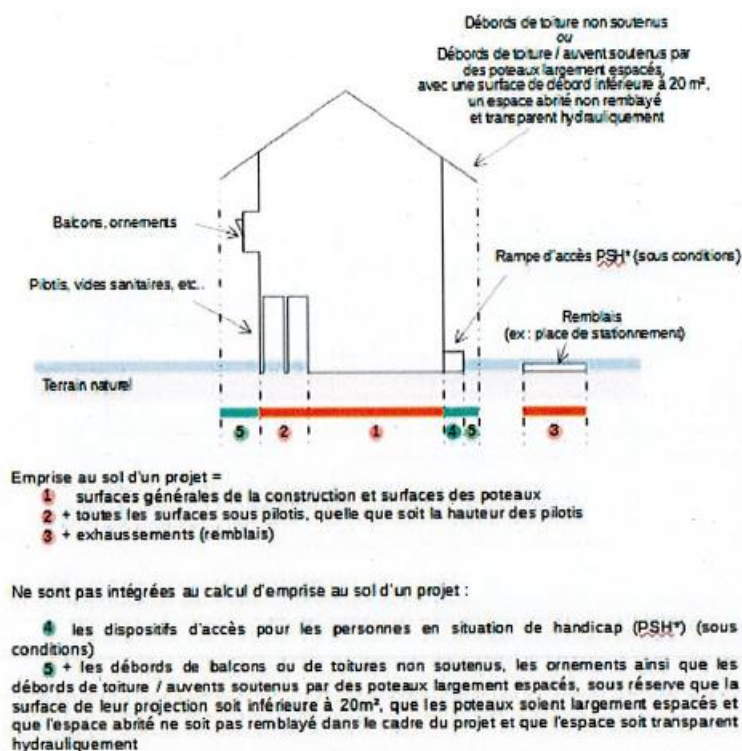 Débords de toiture non soutenus
ou
Débords de toiture / auvent soutenus par
des poteaux largement espacés,
avec une surface de débord inférieure à 20 m²,
un espace abrité non remblayé
et transparent hydrauliquement
Balcons, ornements
Rampe d'accès PSH* (sous conditions)
Pilotis, vides sanitaires, etc..
Remblais
(ex : place de stationnement)
Terrain naturel
5 2 1 4 5 3
Emprise au sol d'un projet =
1 surfaces générales de la construction et surfaces des poteaux
2 + toutes les surfaces sous pilotis, quelle que soit la hauteur des pilotis
3 + exhaussements (remblais)
Ne sont pas intégrées au calcul d'emprise au sol d'un projet :
4 les dispositifs d'accès pour les personnes en situation de handicap (PSH*) (sous
conditions)
5 + les débords de balcons ou de toitures non soutenus, les ornements ainsi que les
débords de toiture / auvents soutenus par des poteaux largement espacés, sous réserve que la
surface de leur projection soit inférieure à 20m², que les poteaux soient largement espacés et
que l'espace abrité ne soit pas remblayé dans le cadre du projet et que l'espace soit transparent
hydrauliquement